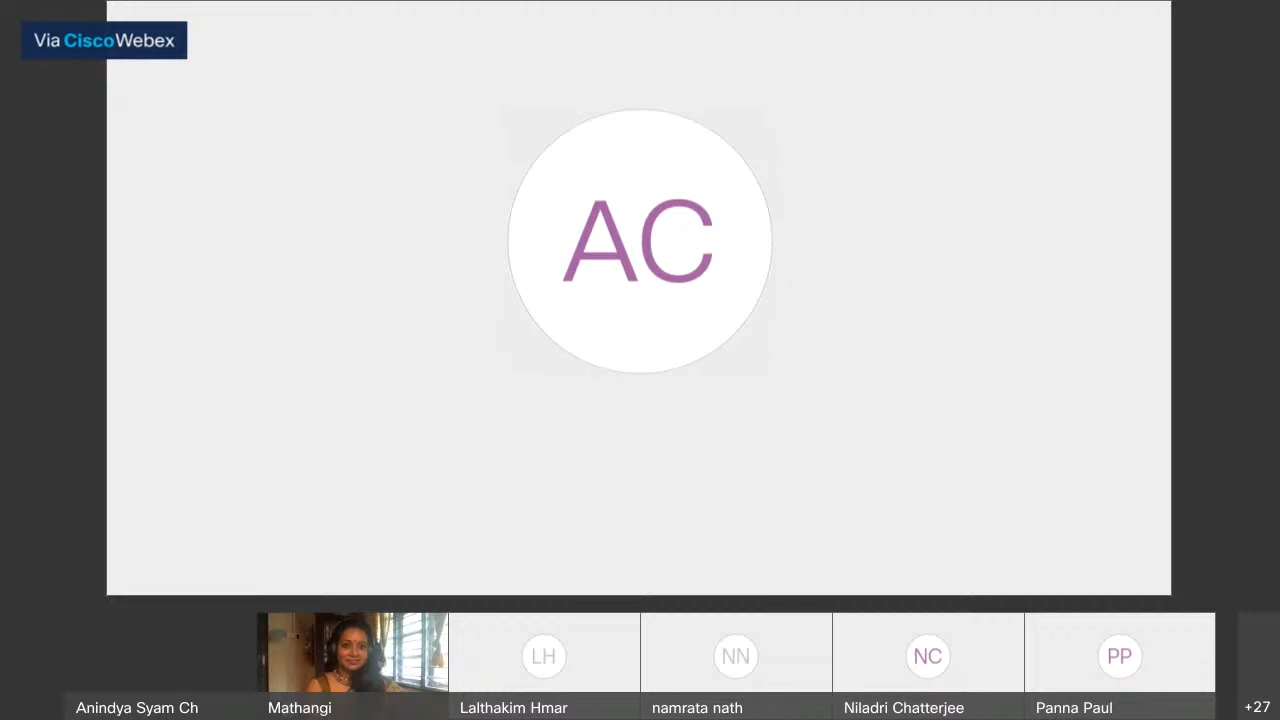 Via CiscoWebex
AC
LH
NN
NC
PP
Anindya Syam Ch
Mathangi
Lalthakim Hmar
namrata nath
Niladri Chatterjee
Panna Paul
+27